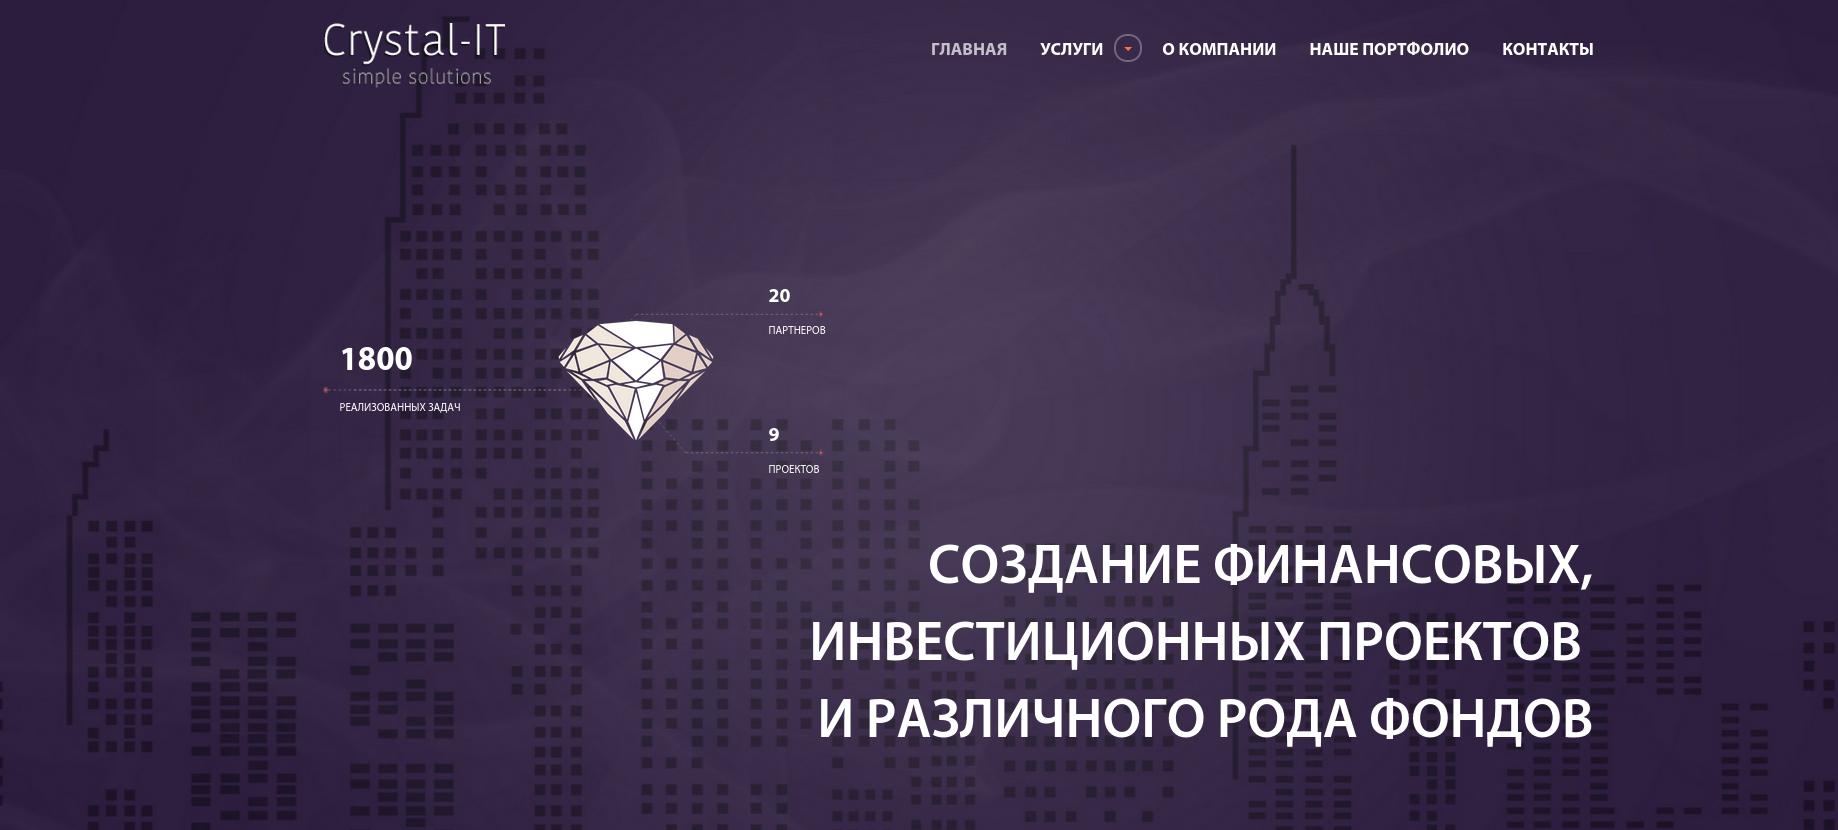 Crystal-IT
simple solutions
ГЛАВНАЯ УСЛУГИ О КОМПАНИИ НАШЕ ПОРТФОЛИО КОНТАКТЫ
20
ПАРТНЕРОВ
1800
РЕАЛИЗОВАННЫХ ЗАДАЧ
9
ПРОЕКТОВ
СОЗДАНИЕ ФИНАНСОВЫХ,
ИНВЕСТИЦИОННЫХ ПРОЕКТОВ
И РАЗЛИЧНОГО РОДА ФОНДОВ